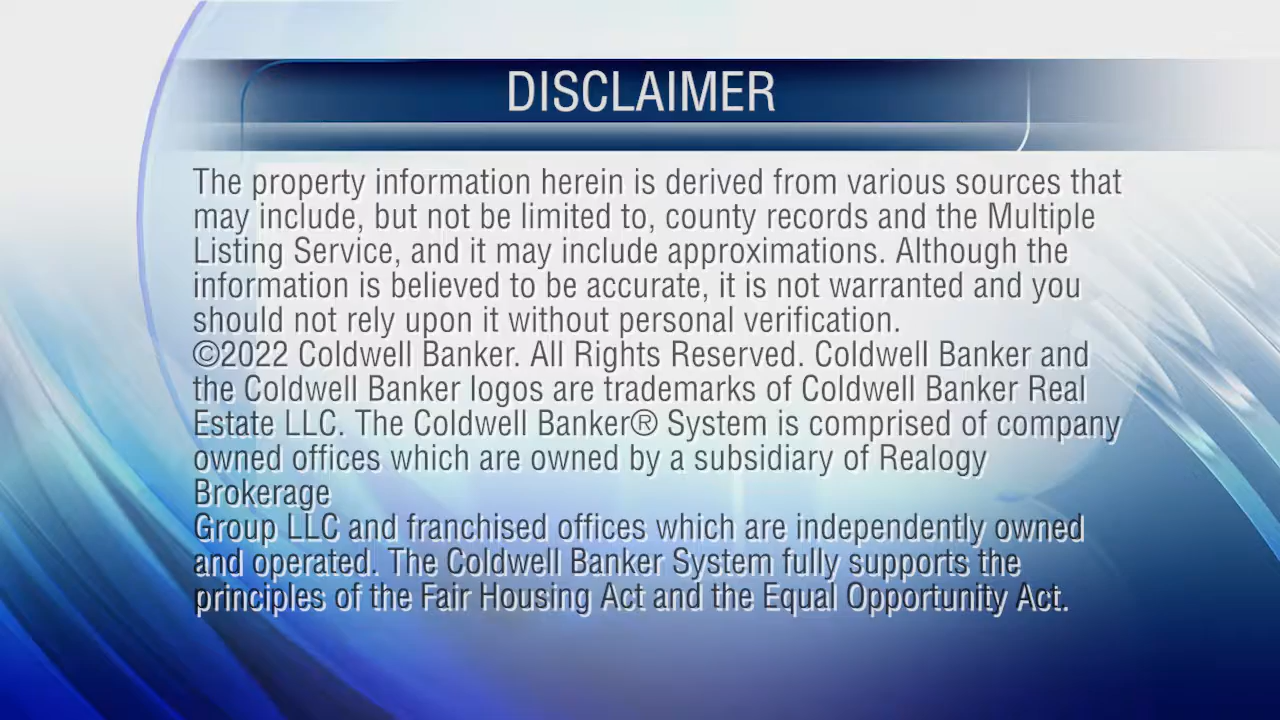 DISCLAIMER
The property information herein is derived from various sources that
may include, but not be limited to, county records and the Multiple
Listing Service, and it may include approximations. Although the
information is believed to be accurate, it is not warranted and you
should not rely upon it without personal verification.
©2022 Coldwell Banker. All Rights Reserved. Coldwell Banker and
the Coldwell Banker logos are trademarks of Coldwell Banker Real
Estate LLC. The Coldwell Banker® System is comprised of company
owned offices which are owned by a subsidiary of Realogy
Brokerage
Group LLC and franchised offices which are independently owned
and operated. The Coldwell Banker System fully supports the
principles of the Fair Housing Act and the Equal Opportunity Act.